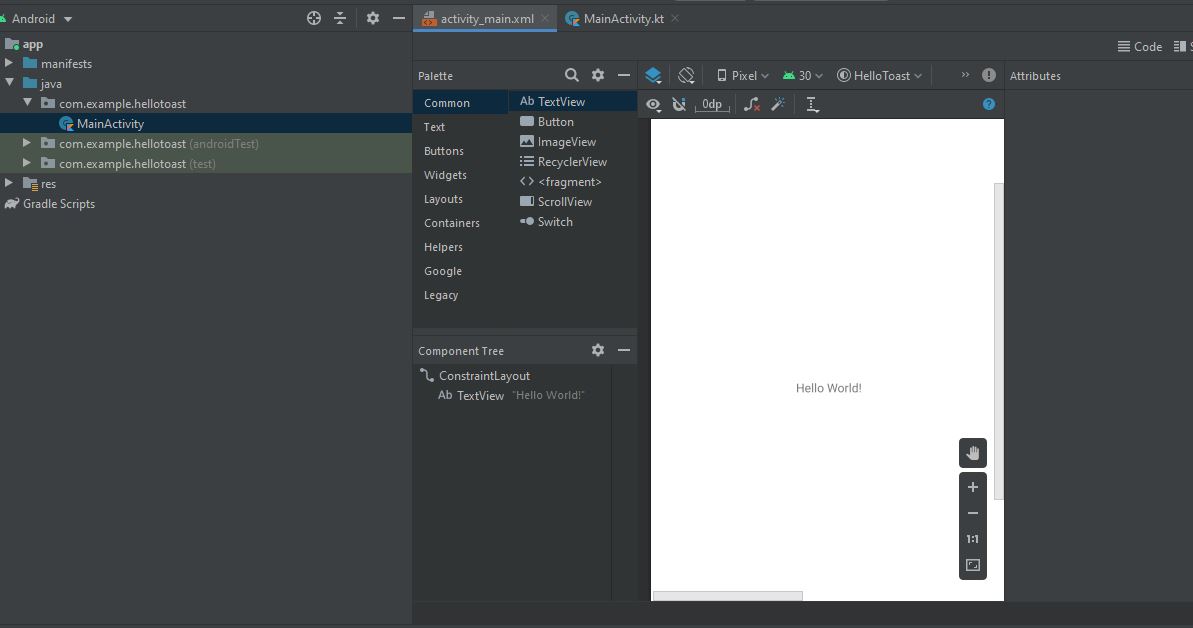 Android
activity_main.xml
MainActivity.kt
app
manifests
java
com.example.hellotoast
MainActivity
com.example.hellotoast (androidTest)
com.example.hellotoast (test)
res
Gradle Scripts
Code
S
Palette
Common
Text
Buttons
Widgets
Layouts
Containers
Helpers
Google
Legacy
Ab TextView
Button
ImageView
RecyclerView
<fragment>
ScrollView
Switch
Component Tree
ConstraintLayout
Ab TextView "Hello World!"
Pixel
30
HelloToast
»
0dp
Hello World!
1:1
Attributes